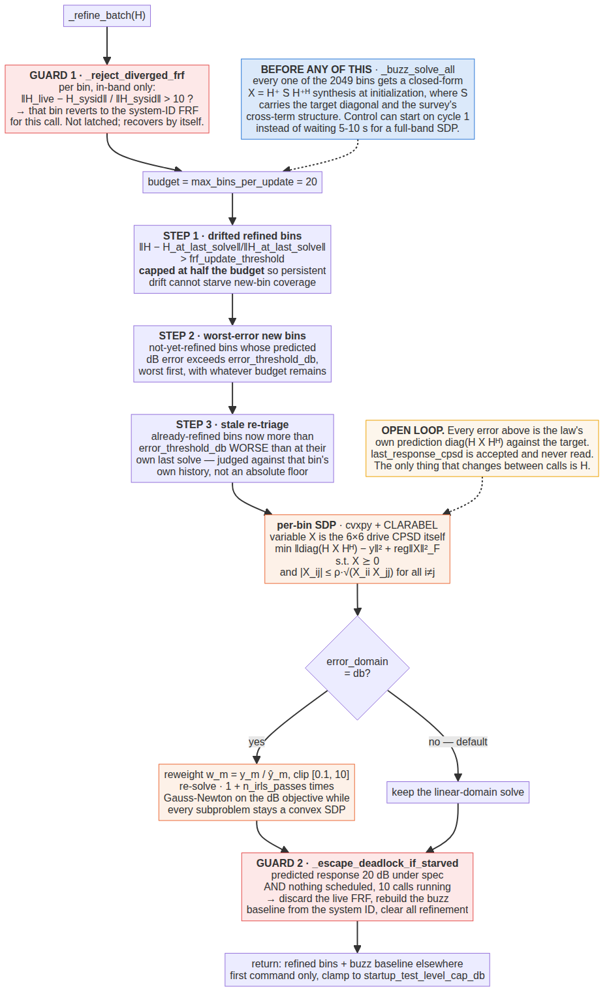 _refine_batch(H)
GUARD 1 · _reject_diverged_frf
per bin, in-band only:
‖H_live − H_sysid‖ / ‖H_sysid‖ > 10 ?
→ that bin reverts to the system-ID FRF
for this call. Not latched; recovers by itself.
BEFORE ANY OF THIS · _buzz_solve_all
every one of the 2049 bins gets a closed-form
X = H⁺ S H⁺ᴴ synthesis at initialization, where S
carries the target diagonal and the survey's
cross-term structure. Control can start on cycle 1
instead of waiting 5-10 s for a full-band SDP.
budget = max_bins_per_update = 20
STEP 1 · drifted refined bins
‖H − H_at_last_solve‖/‖H_at_last_solve‖
> frf_update_threshold
capped at half the budget so persistent
drift cannot starve new-bin coverage
STEP 2 · worst-error new bins
not-yet-refined bins whose predicted
dB error exceeds error_threshold_db,
worst first, with whatever budget remains
STEP 3 · stale re-triage
already-refined bins now more than
error_threshold_db WORSE than at their
own last solve — judged against that bin's
own history, not an absolute floor
OPEN LOOP. Every error above is the law's
own prediction diag(H X Hᴴ) against the target.
last_response_cpsd is accepted and never read.
The only thing that changes between calls is H.
per-bin SDP · cvxpy + CLARABEL
variable X is the 6×6 drive CPSD itself
min ‖diag(H X Hᴴ) − y‖² + reg‖X‖²_F
s.t. X ⪰ 0
and |X_ij| ≤ ρ·√(X_ii X_jj) for all i≠j
error_domain
= db?
yes
no — default
reweight w_m = y_m / ŷ_m, clip [0.1, 10]
re-solve · 1 + n_irls_passes times
Gauss-Newton on the dB objective while
every subproblem stays a convex SDP
keep the linear-domain solve
GUARD 2 · _escape_deadlock_if_starved
predicted response 20 dB under spec
AND nothing scheduled, 10 calls running
→ discard the live FRF, rebuild the buzz
baseline from the system ID, clear all refinement
return: refined bins + buzz baseline elsewhere
first command only, clamp to startup_test_level_cap_db